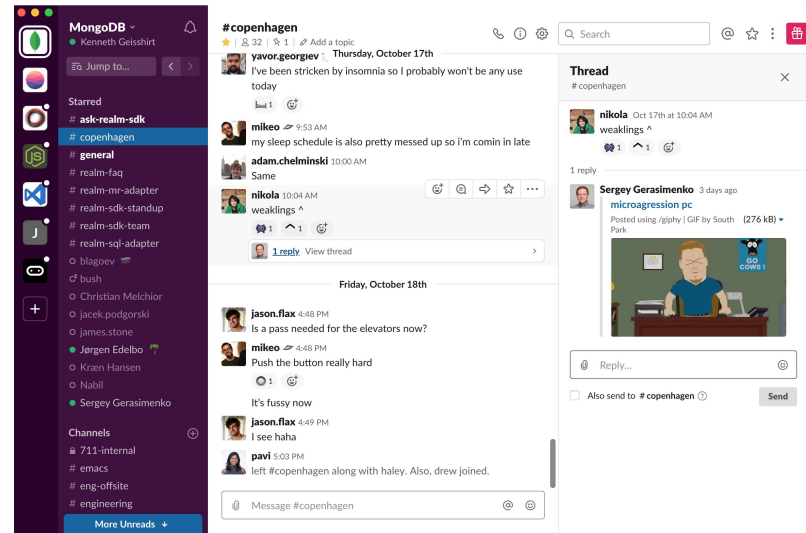 MongoDB
Kenneth Geisshirt
Jump to...
Starred
# ask-realm-sdk
# copenhagen
# general
# realm-faq
# realm-mr-adapter
# realm-sdk-standup
# realm-sdk-team
# realm-sql-adapter
blagoev
bush
Christian Melchior
jacek.podgorski
james.stone
Jørgen Edelbo
Kræn Hansen
Nabil
Sergey Gerasimenko
Channels
711-internal
# emacs
# eng-offsite
# engineering
More Unreads ↓
J
#copenhagen
32 | 1 | Add a topic
Search
Thursday, October 17th
yavor.georgiev
I've been stricken by insomnia so I probably won't be any use
today
1
mikeo 9:53 AM
my sleep schedule is also pretty messed up so i'm comin in late
adam.chelminski 10:00 AM
Same
nikola 10:04 AM
weaklings ^
1 1
1 reply View thread
Friday, October 18th
jason.flax 4:48 PM
Is a pass needed for the elevators now?
mikeo 4:48 PM
Push the button really hard
1
It's fussy now
jason.flax 4:49 PM
I see haha
pavi 5:03 PM
left #copenhagen along with haley. Also, drew joined.
Message #copenhagen
Thread
# copenhagen
nikola Oct 17th at 10:04 AM
weaklings ^
1 1
1 reply
Sergey Gerasimenko 3 days ago
microagression pc
Posted using /giphy | GIF by South Park (276 kB)
GO
COWS !
Reply...
Also send to # copenhagen
Send